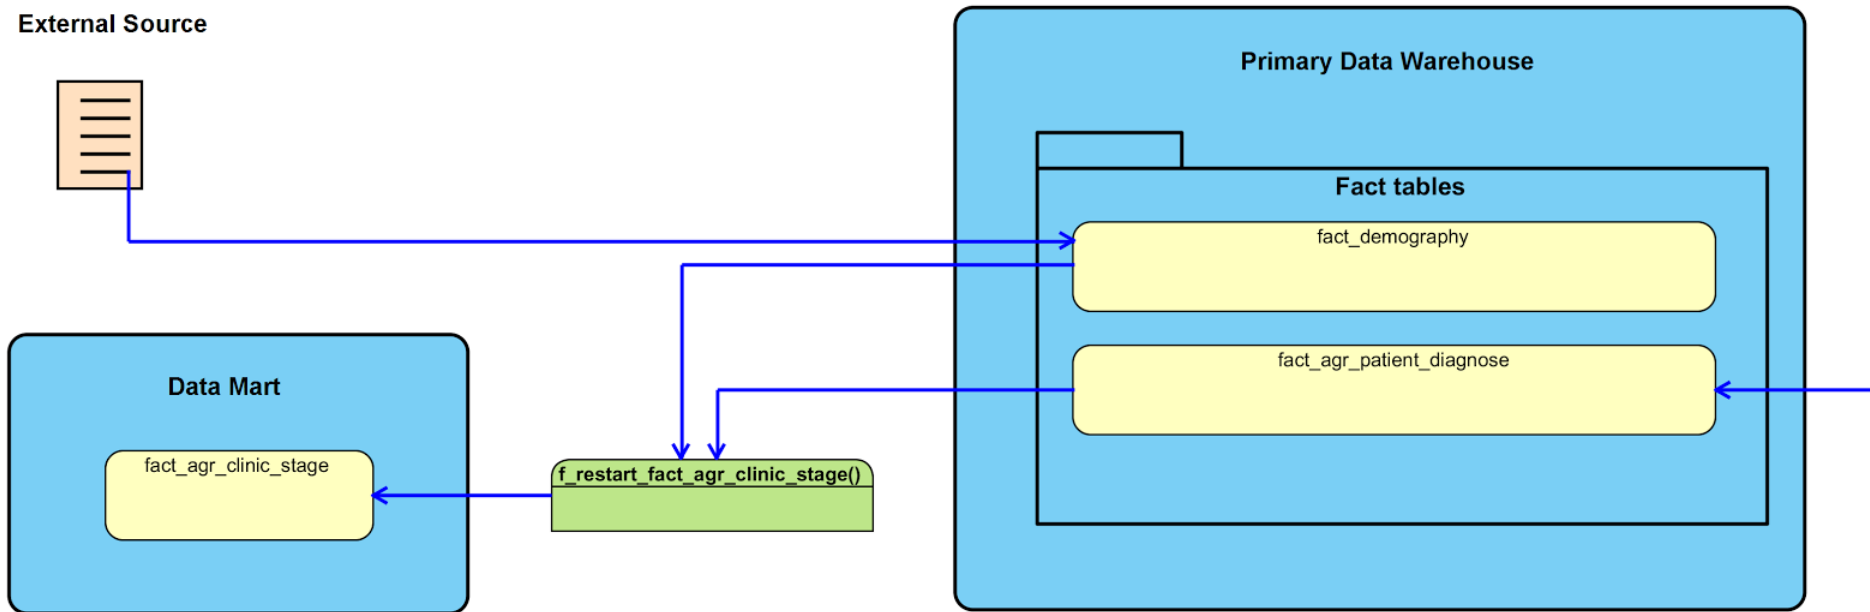 External Source
Primary Data Warehouse
Fact tables
fact_demography
fact_agr_patient_diagnose
Data Mart
fact_agr_clinic_stage
f_restart_fact_agr_clinic_stage()